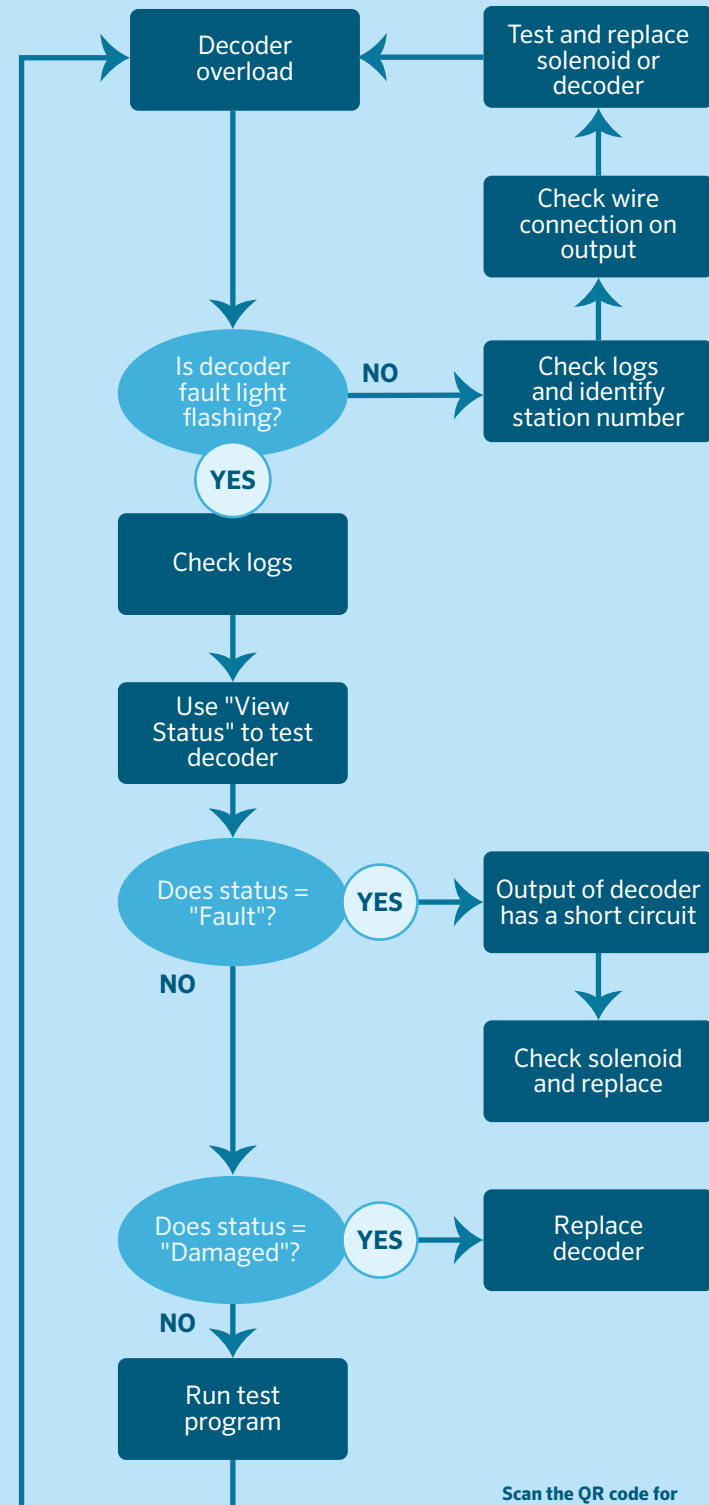 Decoder
overload
Test and replace
solenoid or
decoder
Check wire
connection on
output
Is decoder
fault light
flashing?
NO
Check logs
and identify
station number
YES
Check logs
Use "View
Status" to test
decoder
Does status =
"Fault"?
YES
Output of decoder
has a short circuit
NO
Check solenoid
and replace
Does status =
"Damaged"?
YES
Replace
decoder
NO
Run test
program
Scan the QR code for